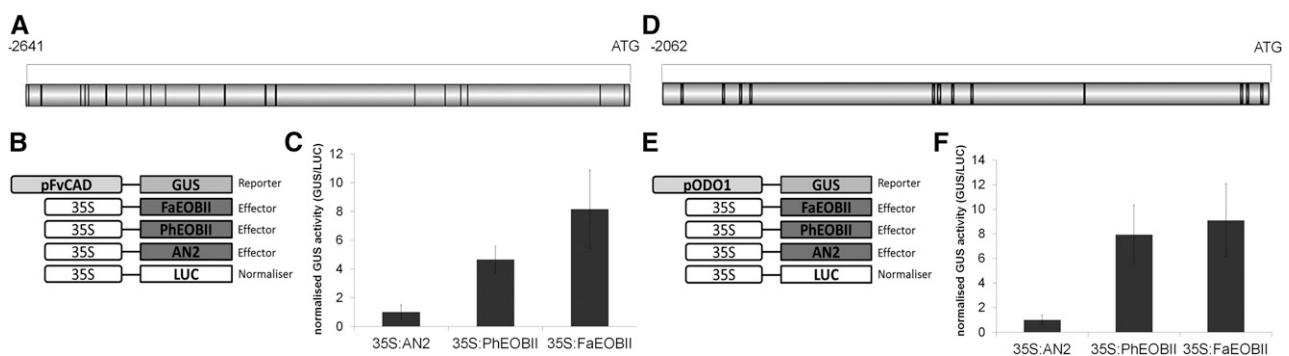 A
-2641
ATG
B
pFvCAD GUS Reporter
35S FaEOBII Effector
35S PhEOBII Effector
35S AN2 Effector
35S LUC Normaliser
C
normalised GUS activity (GUS/LUC)
12
10
8
6
4
2
0
35S:AN2 35S:PhEOBII 35S:FaEOBII
D
-2062
ATG
E
pODO1 GUS Reporter
35S FaEOBII Effector
35S PhEOBII Effector
35S AN2 Effector
35S LUC Normaliser
F
normalised GUS activity (GUS/LUC)
14
12
10
8
6
4
2
0
35S:AN2 35S:PhEOBII 35S:FaEOBII